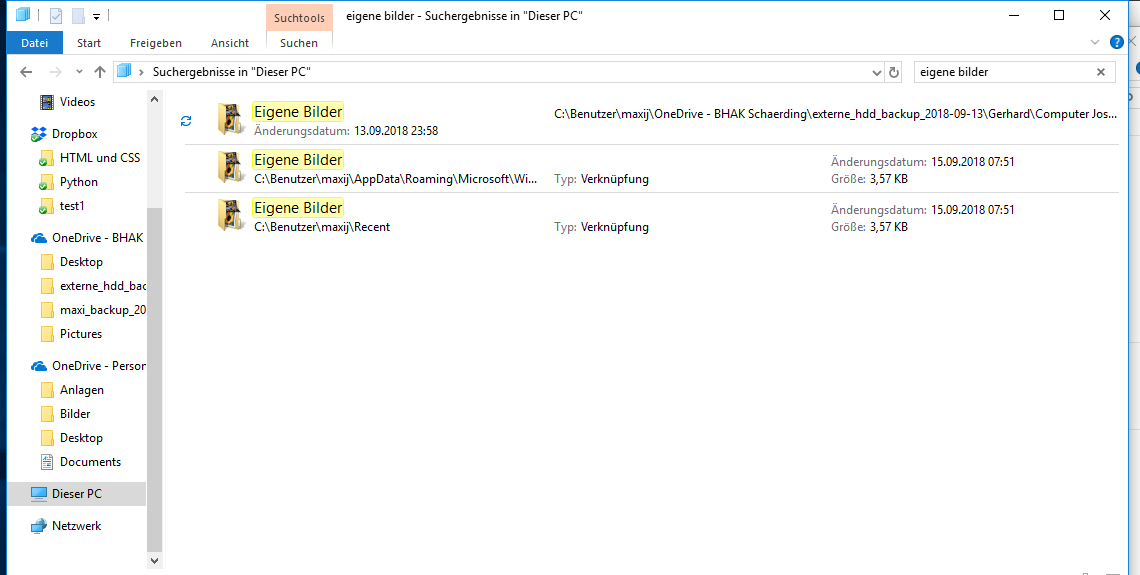 Suchtools
eigene bilder - Suchergebnisse in "Dieser PC"
Datei
Start
Freigeben
Ansicht
Suchen
Suchergebnisse in "Dieser PC"
eigene bilder
Videos
Dropbox
HTML und CSS
Python
test1
OneDrive - BHAK
Desktop
externe_hdd_bac
maxi_backup_20
Pictures
OneDrive - Person
Anlagen
Bilder
Desktop
Documents
Dieser PC
Netzwerk
Eigene Bilder
Änderungsdatum: 13.09.2018 23:58
C:\Benutzer\maxij\OneDrive - BHAK Schaerding\externe_hdd_backup_2018-09-13\Gerhard\Computer Jos...
Eigene Bilder
C:\Benutzer\maxij\AppData\Roaming\Microsoft\Wi...
Typ: Verknüpfung
Änderungsdatum: 15.09.2018 07:51
Größe: 3,57 KB
Eigene Bilder
C:\Benutzer\maxij\Recent
Typ: Verknüpfung
Änderungsdatum: 15.09.2018 07:51
Größe: 3,57 KB